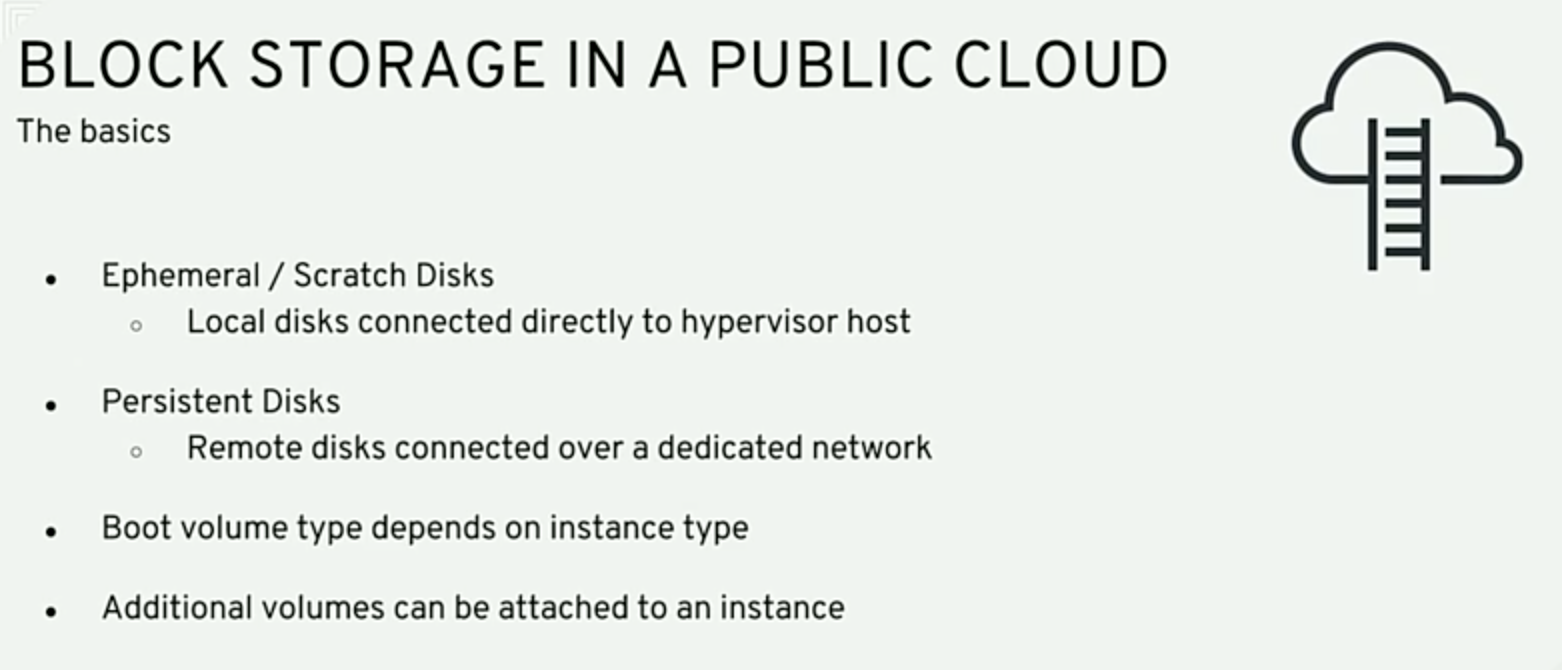 BLOCK STORAGE IN A PUBLIC CLOUD
The basics
• Ephemeral / Scratch Disks
○ Local disks connected directly to hypervisor host
• Persistent Disks
○ Remote disks connected over a dedicated network
• Boot volume type depends on instance type
• Additional volumes can be attached to an instance